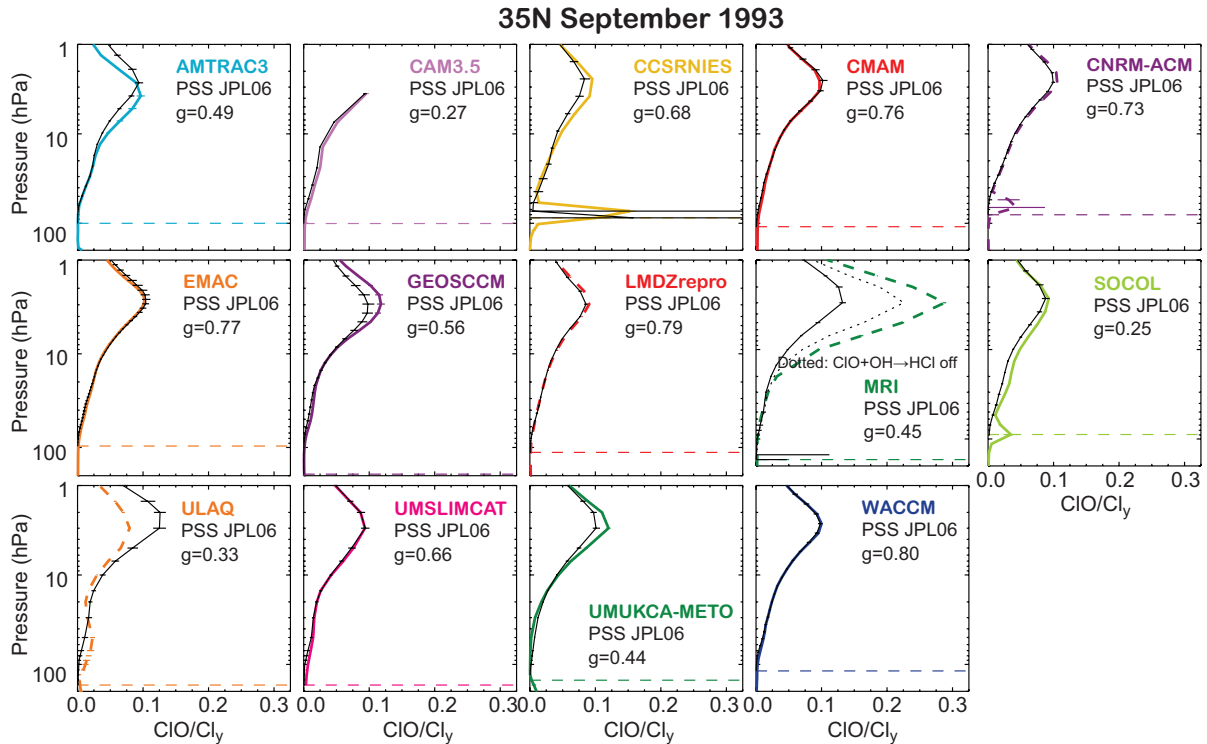 35N September 1993
Pressure (hPa)
1
10
100
AMTRAC3
PSS JPL06
g=0.49
CAM3.5
PSS JPL06
g=0.27
CCSRNIES
PSS JPL06
g=0.68
CMAM
PSS JPL06
g=0.76
CNRM-ACM
PSS JPL06
g=0.73
Pressure (hPa)
1
10
100
EMAC
PSS JPL06
g=0.77
GEOSCCM
PSS JPL06
g=0.56
LMDZrepro
PSS JPL06
g=0.79
Dotted: ClO+OH→HCl off
MRI
PSS JPL06
g=0.45
SOCOL
PSS JPL06
g=0.25
0.0 0.1 0.2 0.3
ClO/Cly
Pressure (hPa)
1
10
100
ULAQ
PSS JPL06
g=0.33
0.0 0.1 0.2 0.3
ClO/Cly
UMSLIMCAT
PSS JPL06
g=0.66
0.0 0.1 0.2 0.3
ClO/Cly
UMUKCA-METO
PSS JPL06
g=0.44
0.0 0.1 0.2 0.3
ClO/Cly
WACCM
PSS JPL06
g=0.80
0.0 0.1 0.2 0.3
ClO/Cly